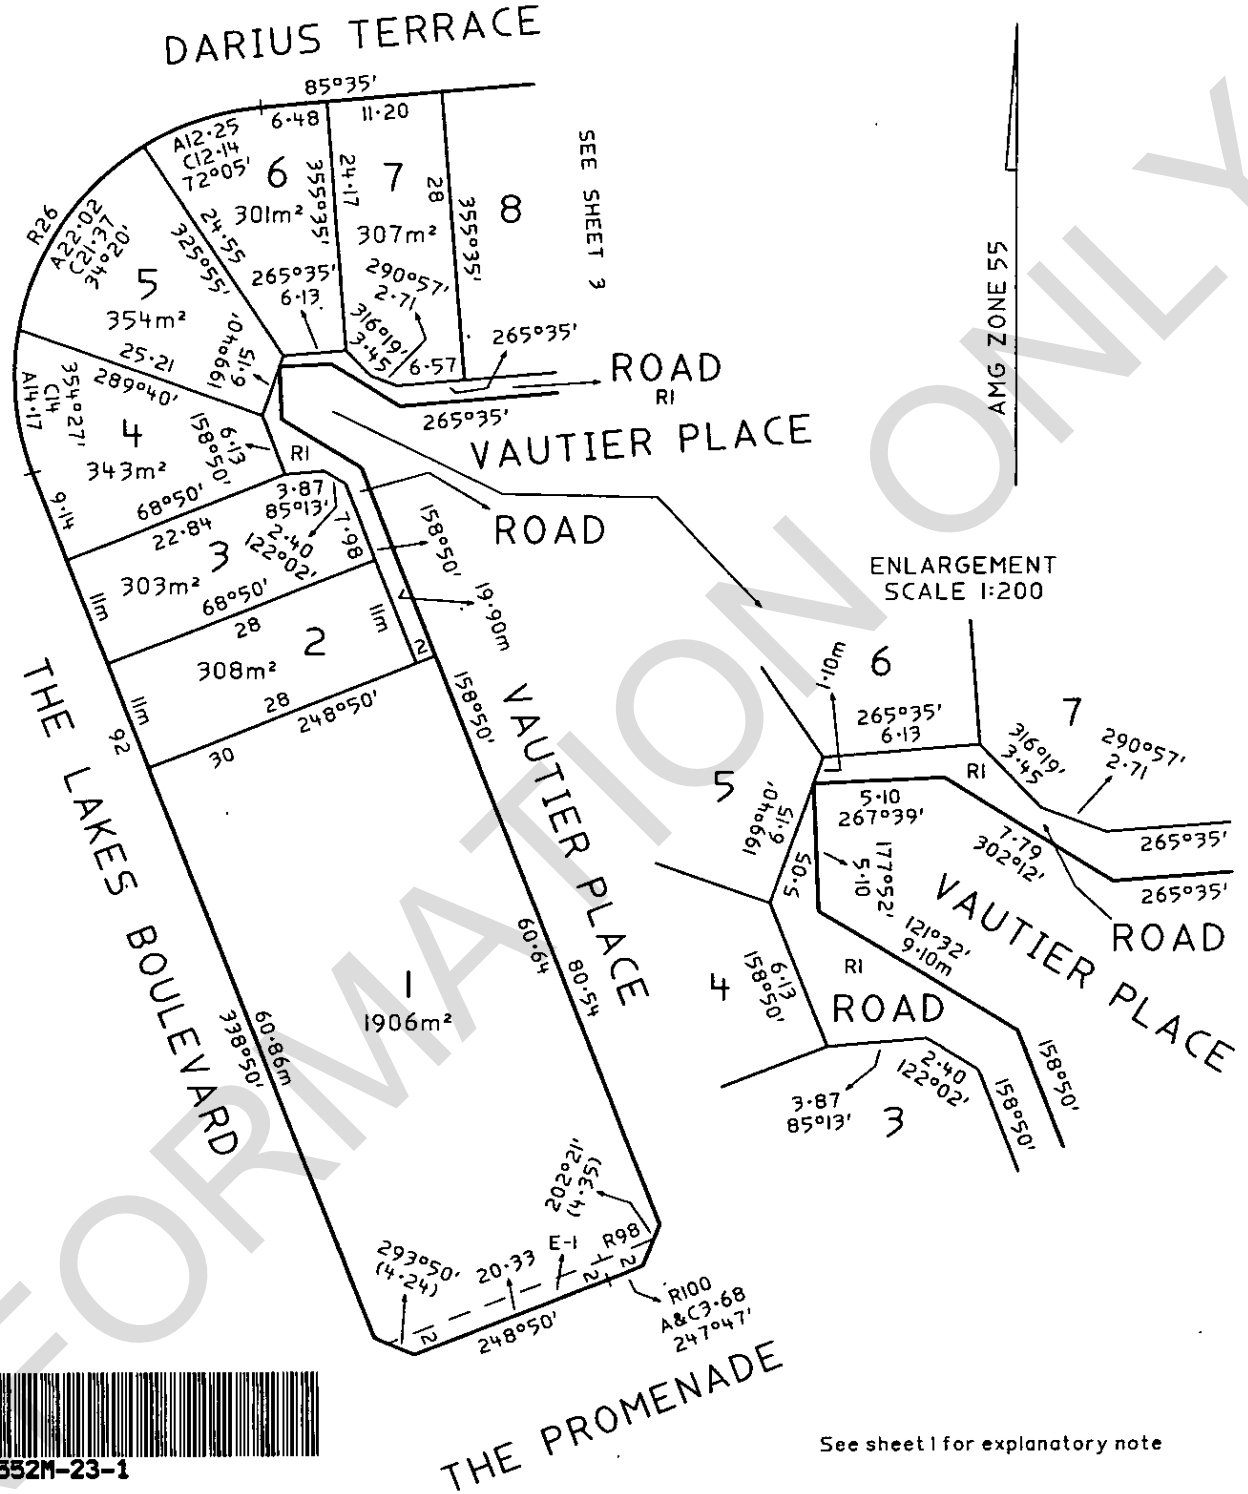 DARIUS TERRACE
85°35'
6·48
11·20
A12·25
C12·14
72°05'
6
301m²
355°35'
24·17
7
307m²
28
355°35'
8
SEE SHEET 3
AMG ZONE 55
R26
A22·02
C21·37
34°20'
5
354m²
24·55
325°55'
265°35'
6·13
290°57'
2·71
316°19'
3·45
6·57
265°35'
ROAD
R1
265°35'
VAUTIER PLACE
25·21
289°40'
199°40'
6·15
A14·17
C14
354°27'
4
343m²
6·13
158°50'
R1
9·14
68°50'
22·84
3·87
85°13'
2·40
122°02'
7·98
ROAD
158°50'
19·90m
3
303m²
68°50'
11m
28
2
308m²
11m
2
28
248°50'
11m
92
30
158°50'
THE LAKES BOULEVARD
VAUTIER PLACE
1
1906m²
60·64
80·54
60·86m
338°50'
202°21'
(4·35)
E-1
R98
293°50'
(4·24)
20·33
2
2
2
248°50'
R100
A&C3·68
247°47'
THE PROMENADE
ENLARGEMENT
SCALE 1:200
1·10m
6
265°35'
6·13
7
316°19'
3·45
290°57'
2·71
R1
5
199°40'
6·15
5·10
267°39'
5·05
177°52'
5·10
7·79
302°12'
265°35'
265°35'
VAUTIER PLACE
ROAD
121°32'
9·10m
R1
ROAD
4
6·13
158°50'
3·87
85°13'
2·40
122°02'
3
158°50'
158°50'
See sheet 1 for explanatory note
552M-23-1
FORMATION ONLY